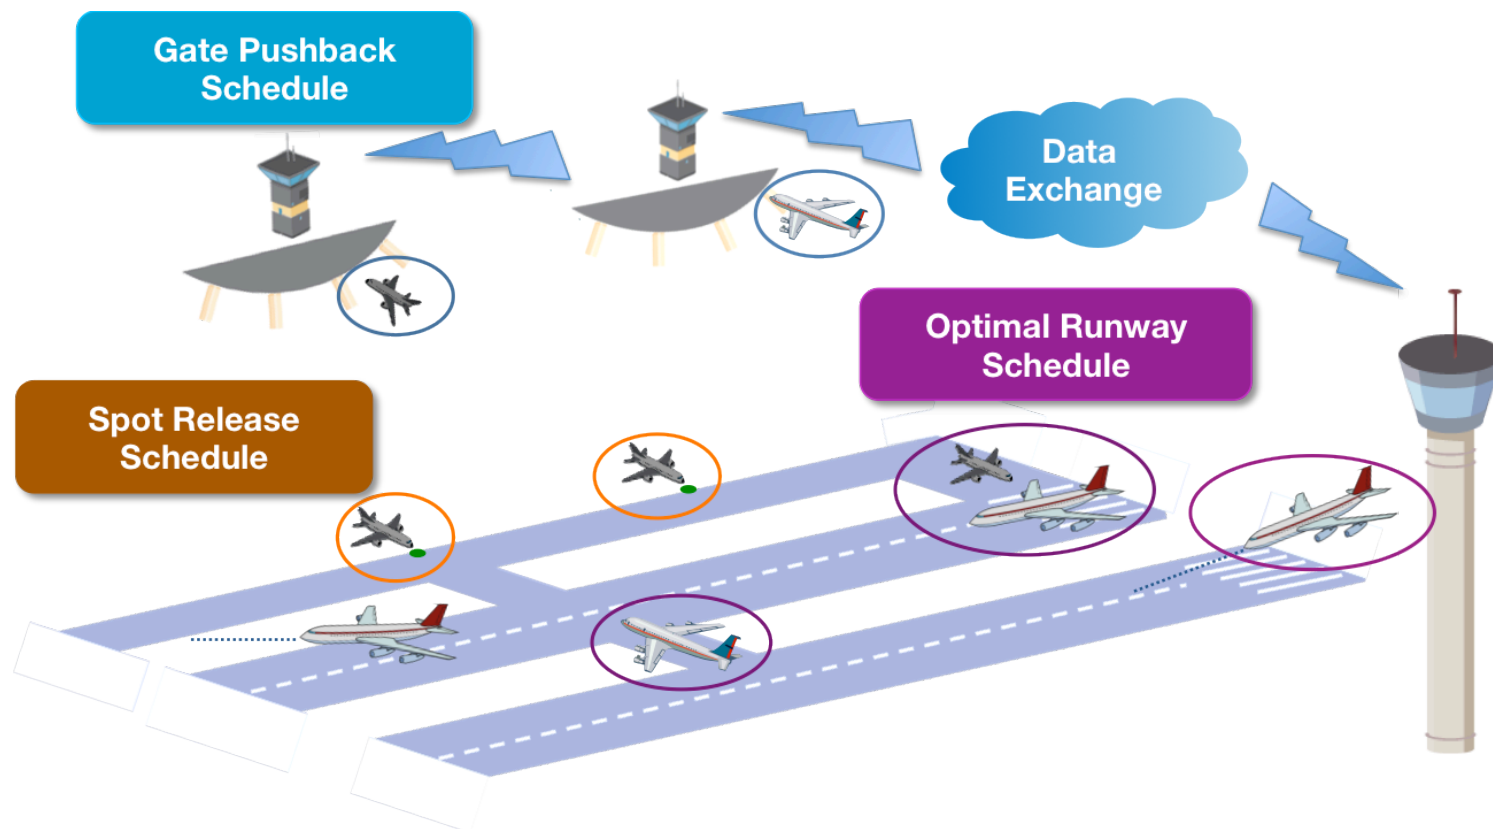 Gate Pushback
Schedule
Data
Exchange
Optimal Runway
Schedule
Spot Release
Schedule